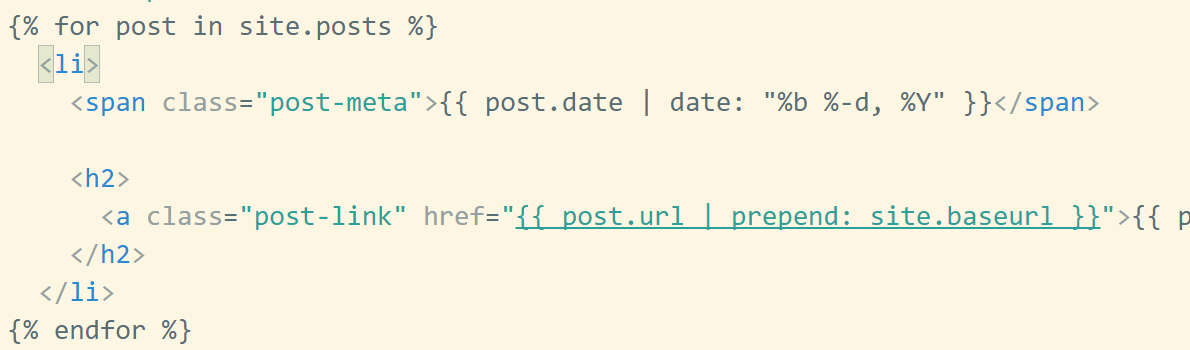 {% for post in site.posts %}
<li>
<span class="post-meta">{{ post.date | date: "%b %-d, %Y" }}</span>
<h2>
<a class="post-link" href="{{ post.url | prepend: site.baseurl }}">{{ p
</h2>
</li>
{% endfor %}